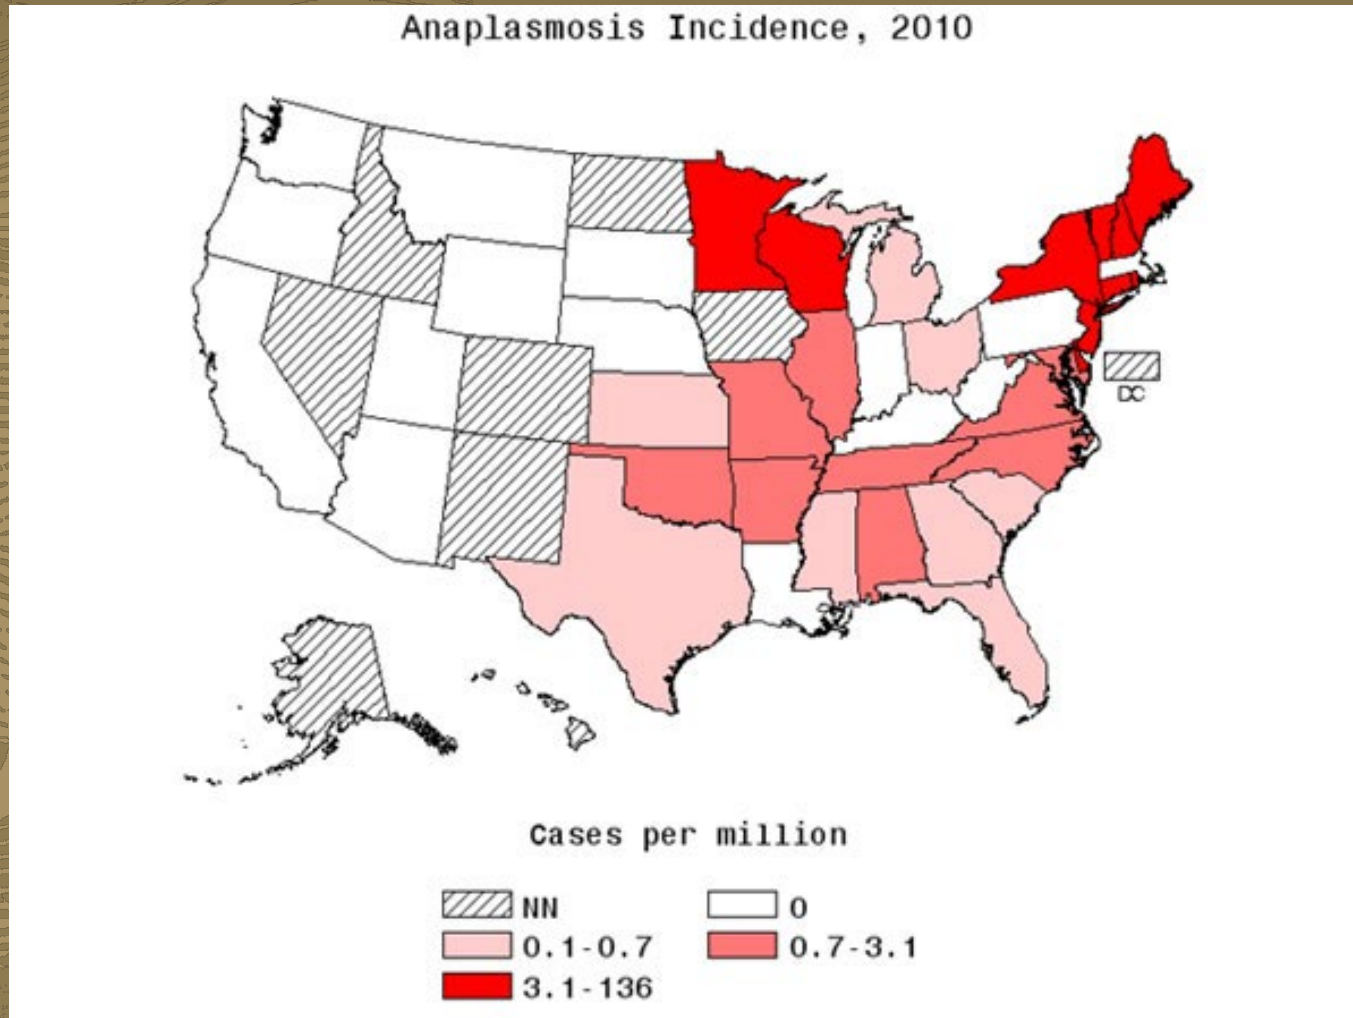 Anaplasmosis Incidence, 2010
DC
Cases per million
NN
0
0.1-0.7
0.7-3.1
3.1-136